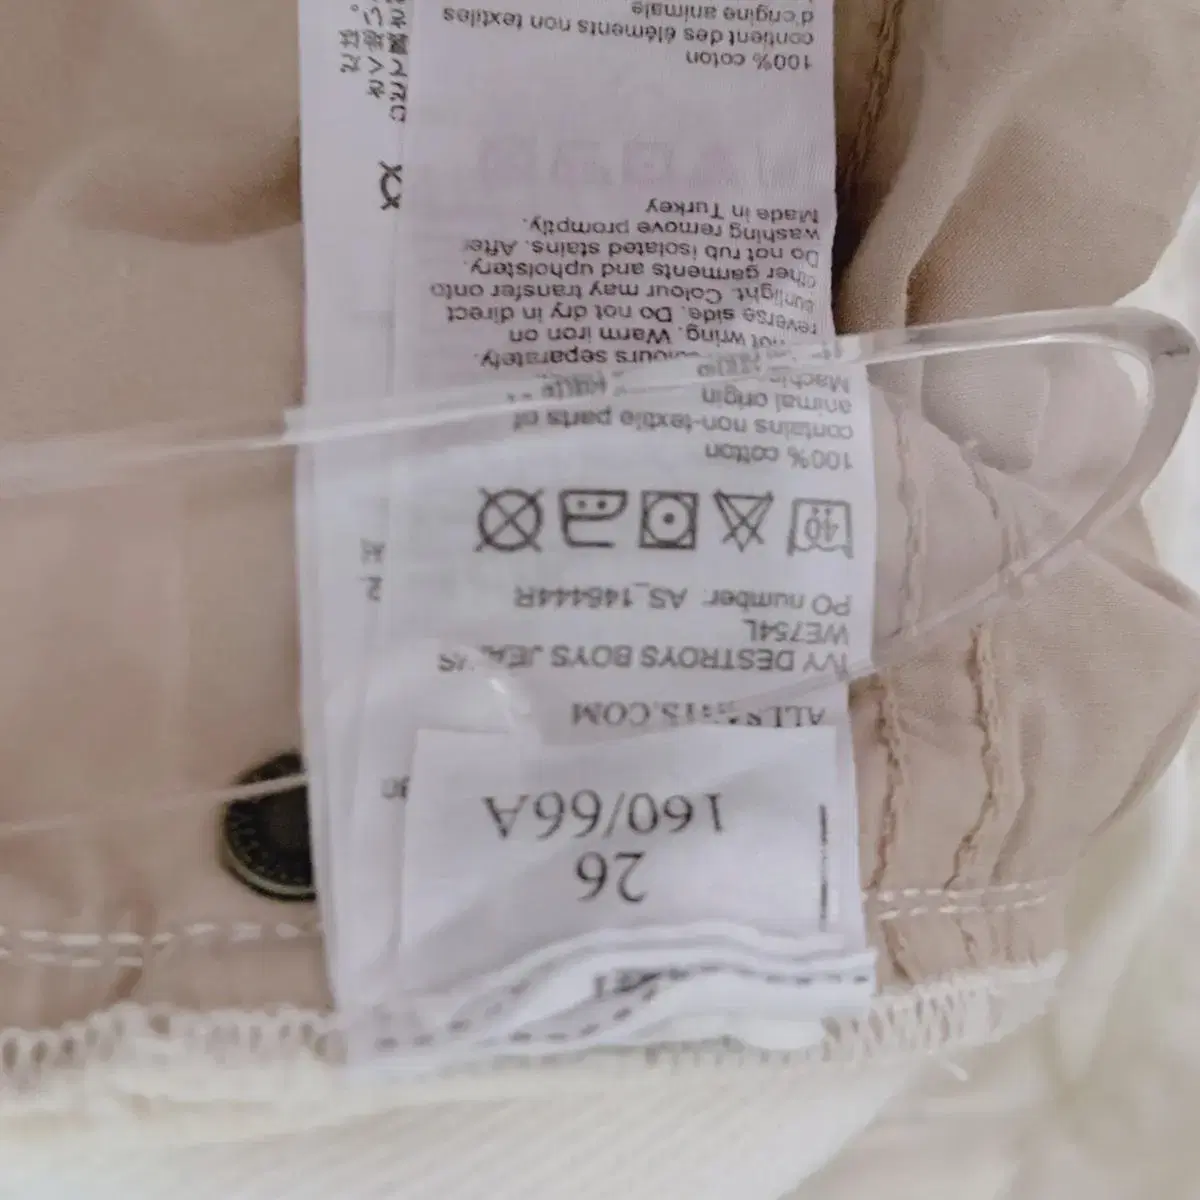 26
160/66A
IVY DESTROYS BOYS JEANS
WE754L
PO number: AS_146444R
40
100% cotton
contains non-textile parts of
animal origin
Machine
colours separately.
not wring. Warm iron on
reverse side. Do not dry in direct
sunlight. Colour may transfer onto
other garments and upholstery.
Do not rub isolated stains. After
washing remove promptly.
Made in Turkey
100% coton
contient des éléments non textiles
d'origine animale